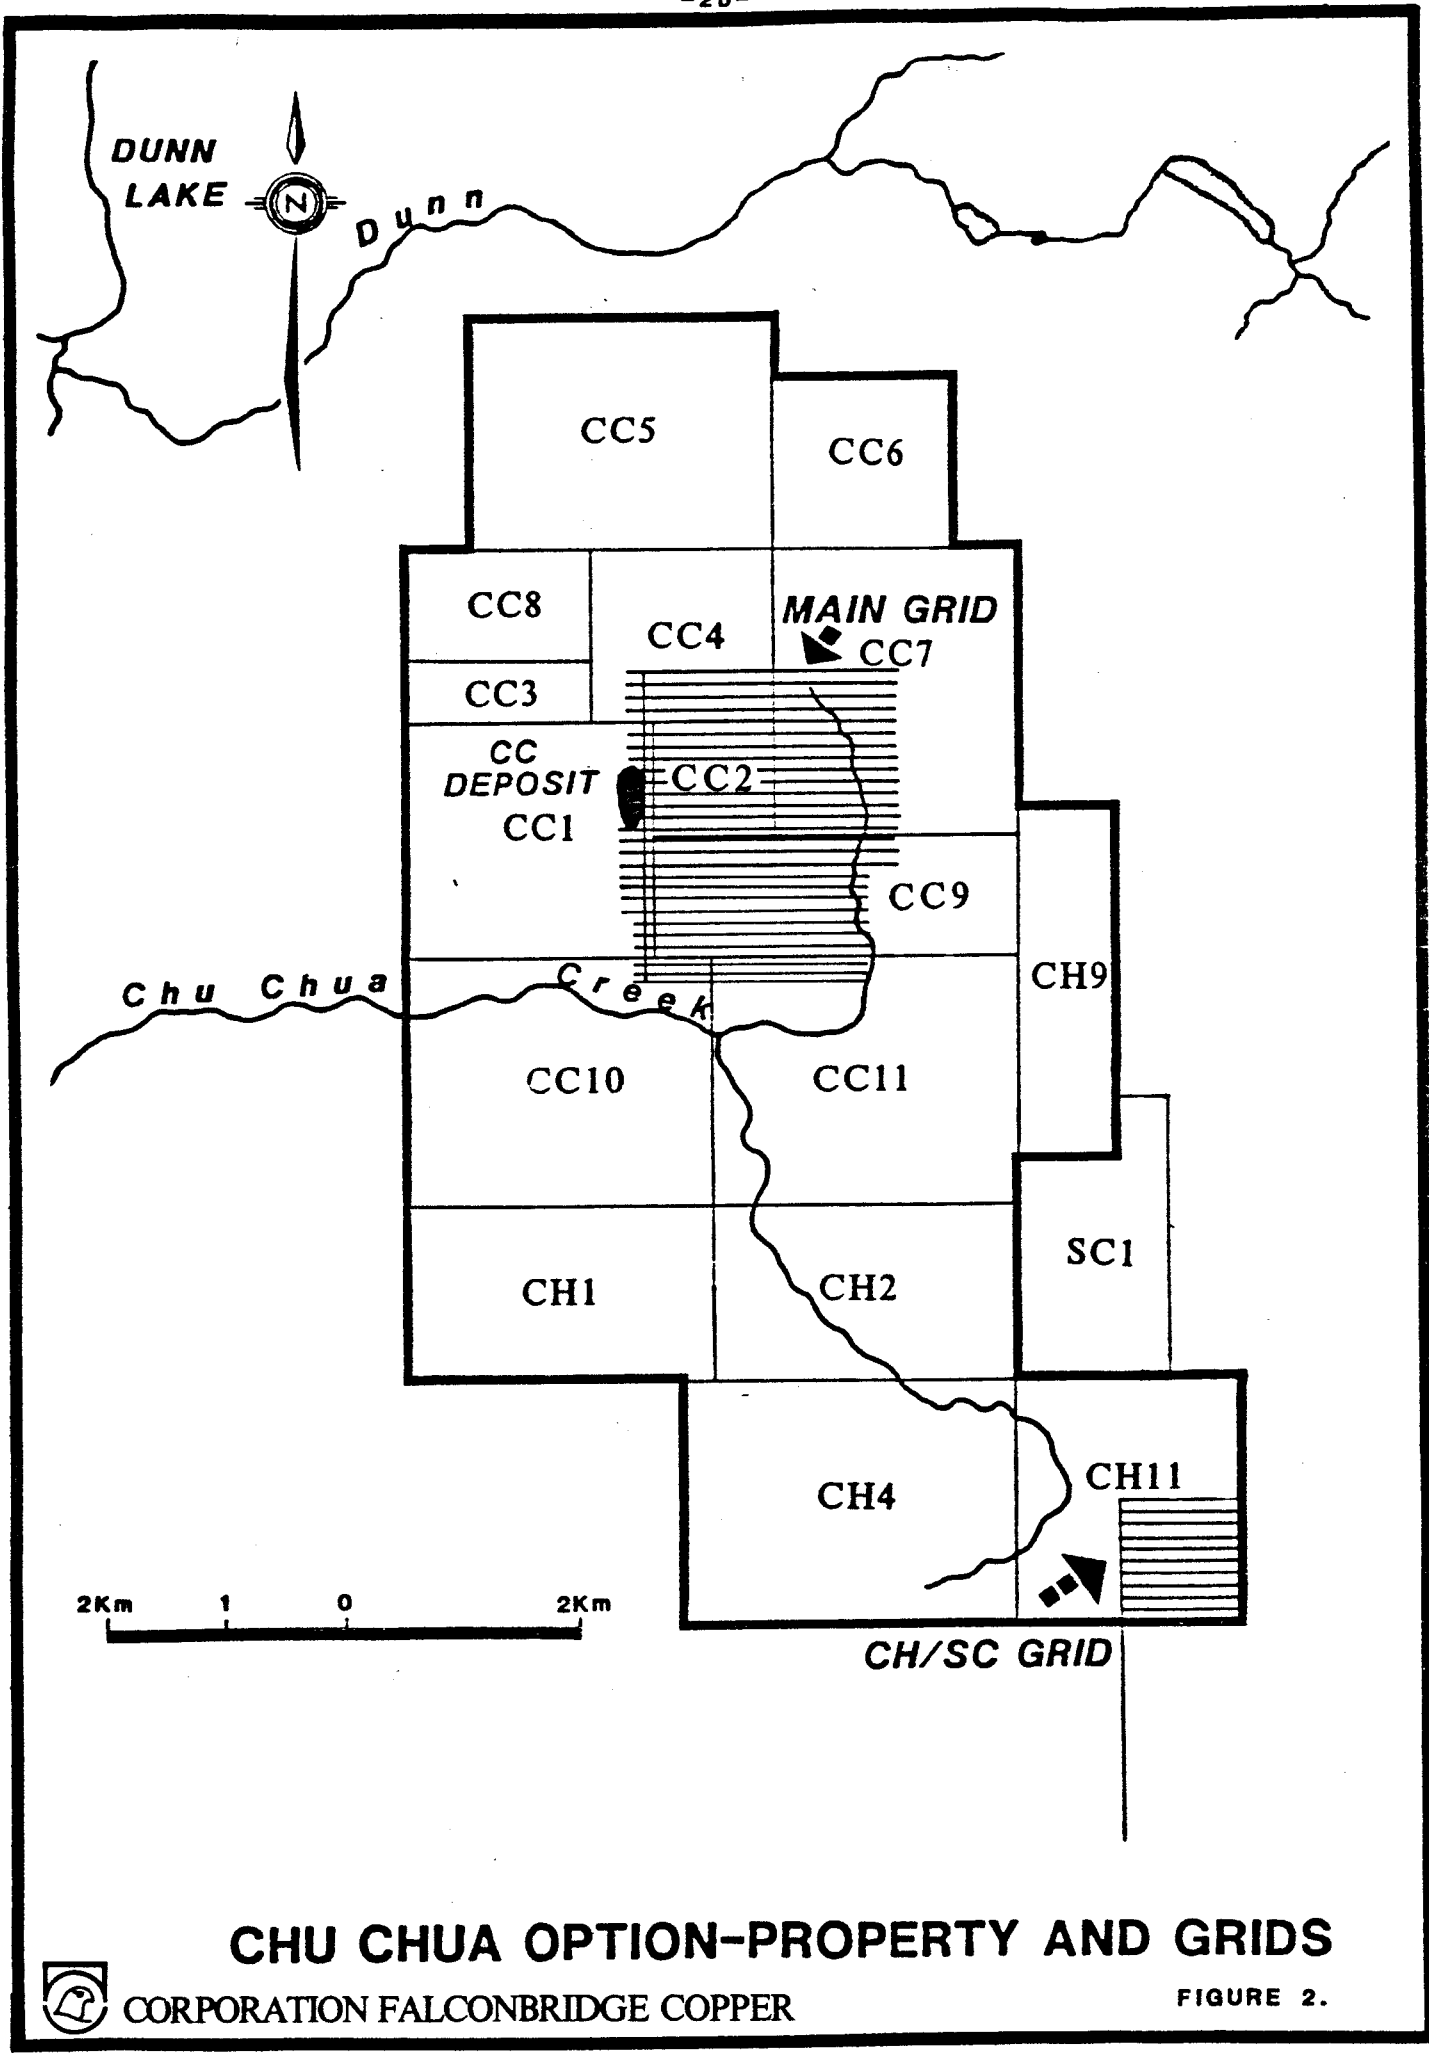 DUNN
LAKE
N
Dunn
CC5
CC6
CC8
CC4
MAIN GRID
CC7
CC3
CC
DEPOSIT
CC2
CC1
CC9
CH9
Chu Chua Creek
CC10
CC11
SC1
CH1
CH2
CH11
CH4
2Km 1 0 2Km
CH/SC GRID
CHU CHUA OPTION-PROPERTY AND GRIDS
CORPORATION FALCONBRIDGE COPPER
FIGURE 2.